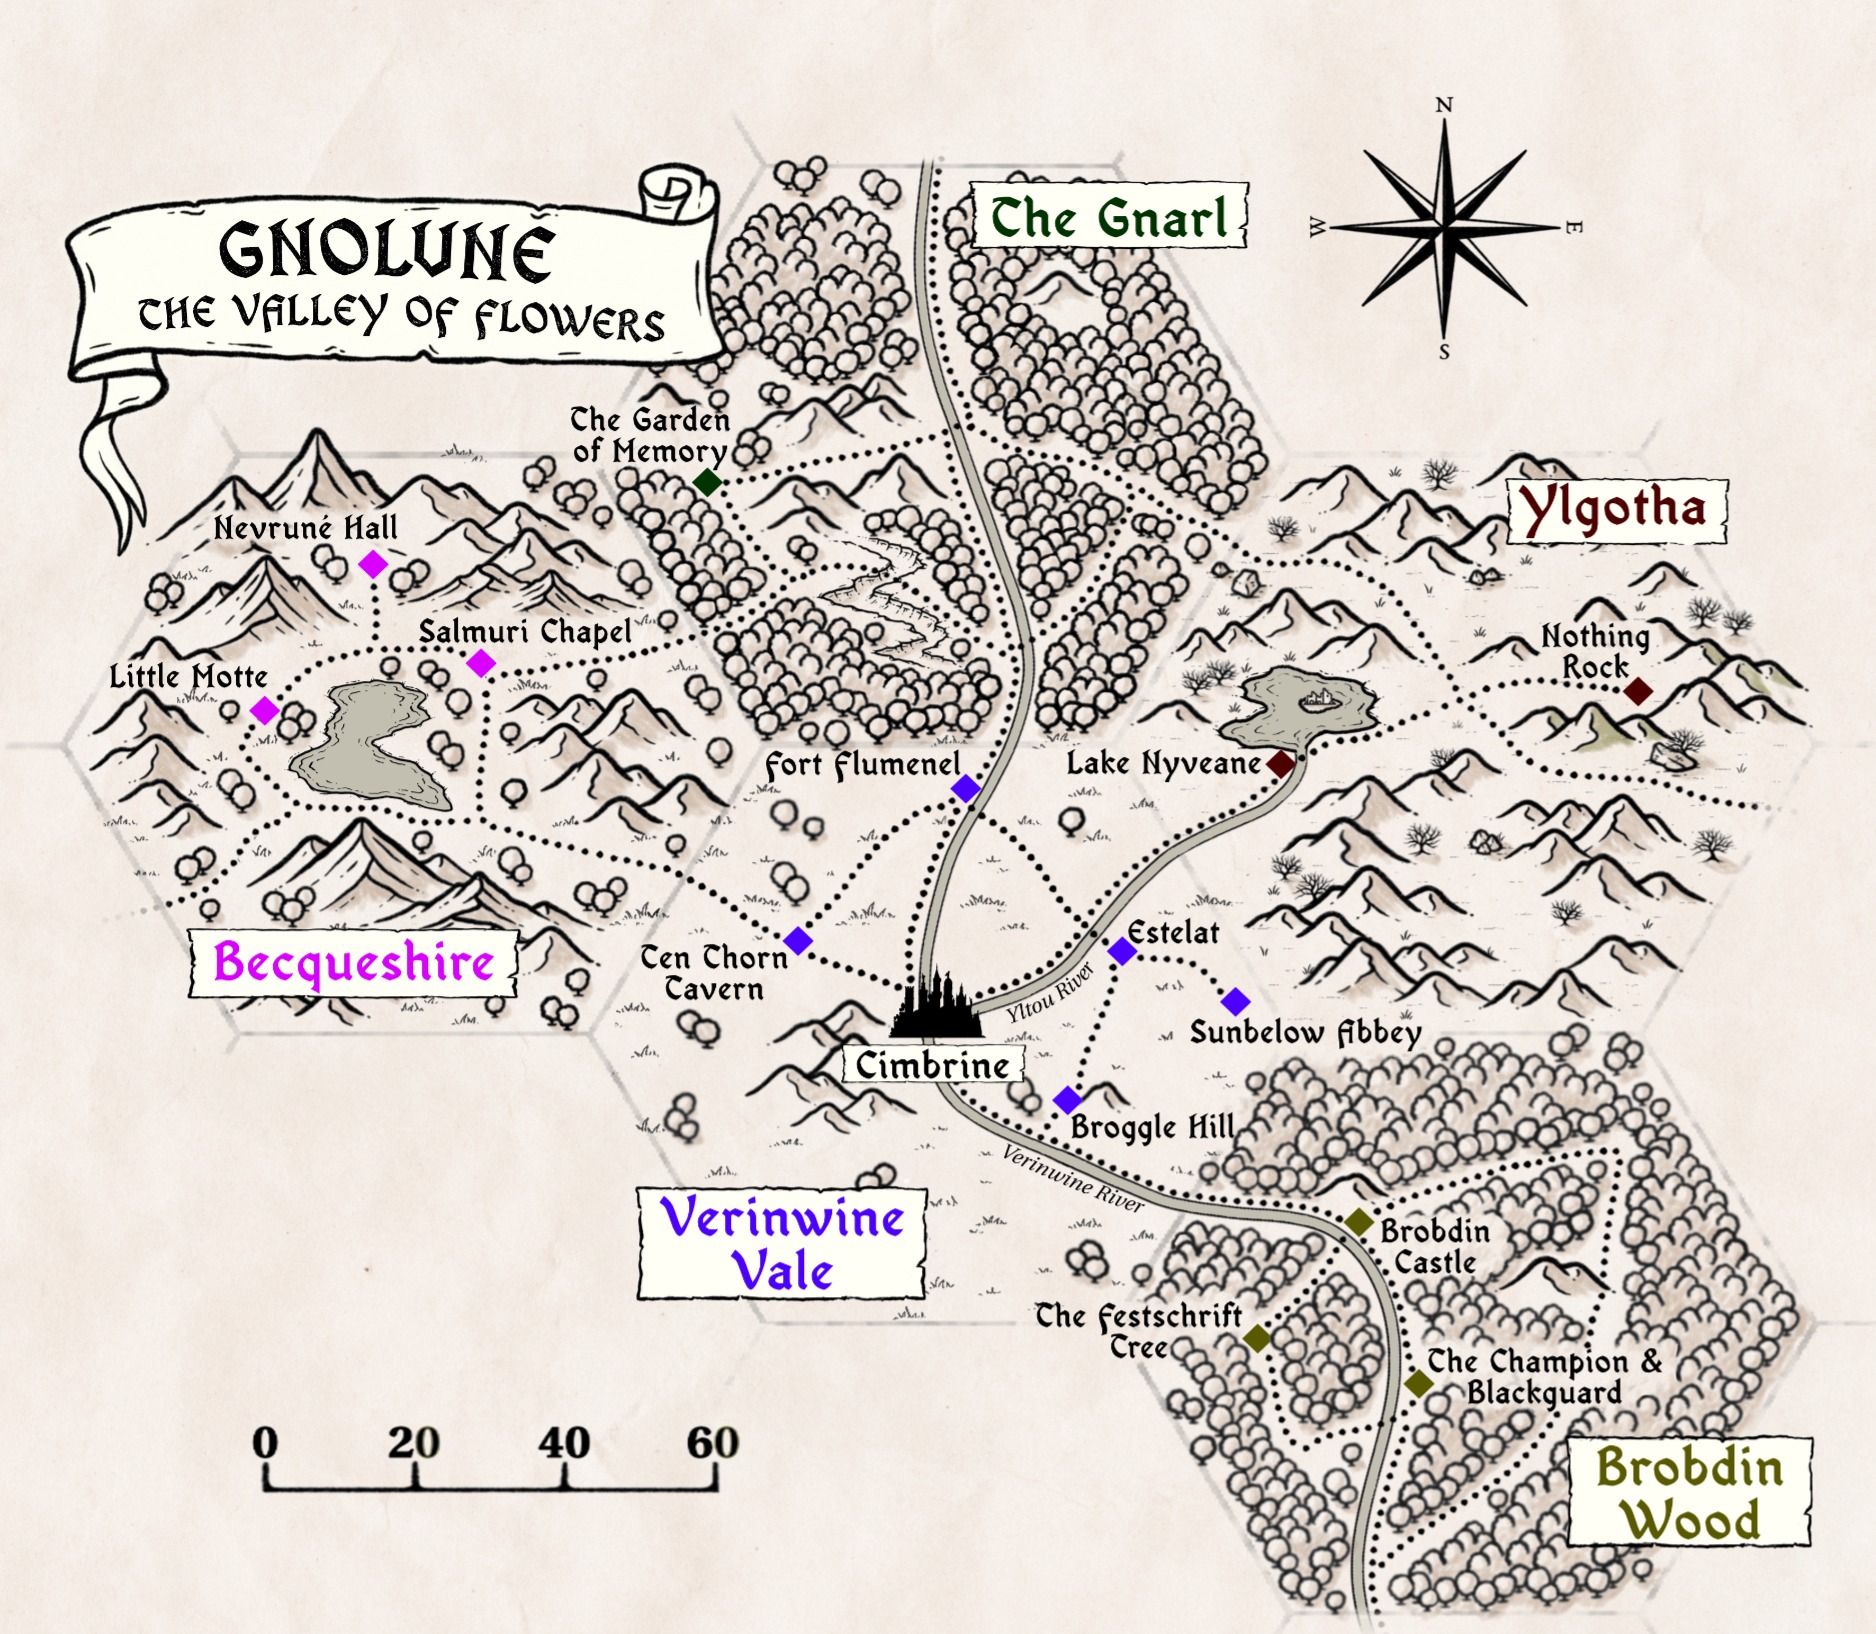 N
W
E
S
GNOLUNE
THE VALLEY OF FLOWERS
The Gnarl
The Garden
of Memory
Ylgotha
Nevruné Hall
Salmuri Chapel
Little Motte
Nothing
Rock
Fort Flumenel
Lake Nyveane
Becqueshire
Ten Thorn
Tavern
Estelat
Yltou River
Sunbelow Abbey
Cimbrine
Broggle Hill
Verinwine River
Verinwine
Vale
Brobdin
Castle
The Festschrift
Tree
The Champion &
Blackguard
0 20 40 60
Brobdin
Wood